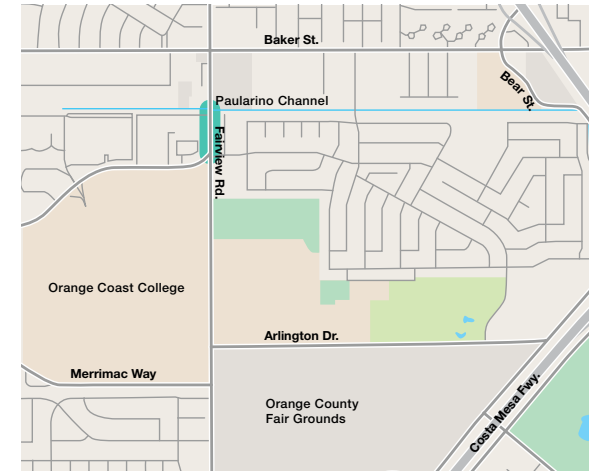 Baker St.
Bear St.
Paularino Channel
Fairview Rd.
Orange Coast College
Arlington Dr.
Merrimac Way
Orange County
Fair Grounds
Costa Mesa Fwy.